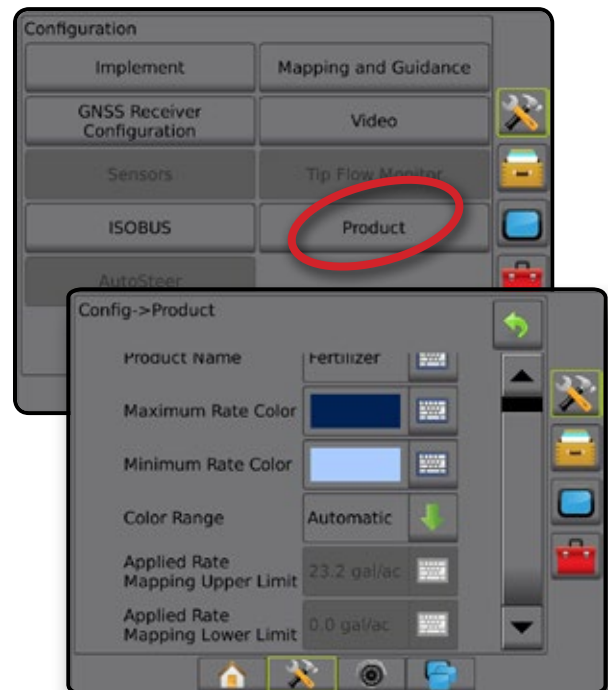 Configuration
Implement
Mapping and Guidance
GNSS Receiver
Configuration
Video
Sensors
Tip Flow Monitor
ISOBUS
Product
AutoSteer
Config->Product
Product Name
Fertilizer
Maximum Rate Color
Minimum Rate Color
Color Range
Automatic
Applied Rate
Mapping Upper Limit
23.2 gal/ac
Applied Rate
Mapping Lower Limit
0.0 gal/ac